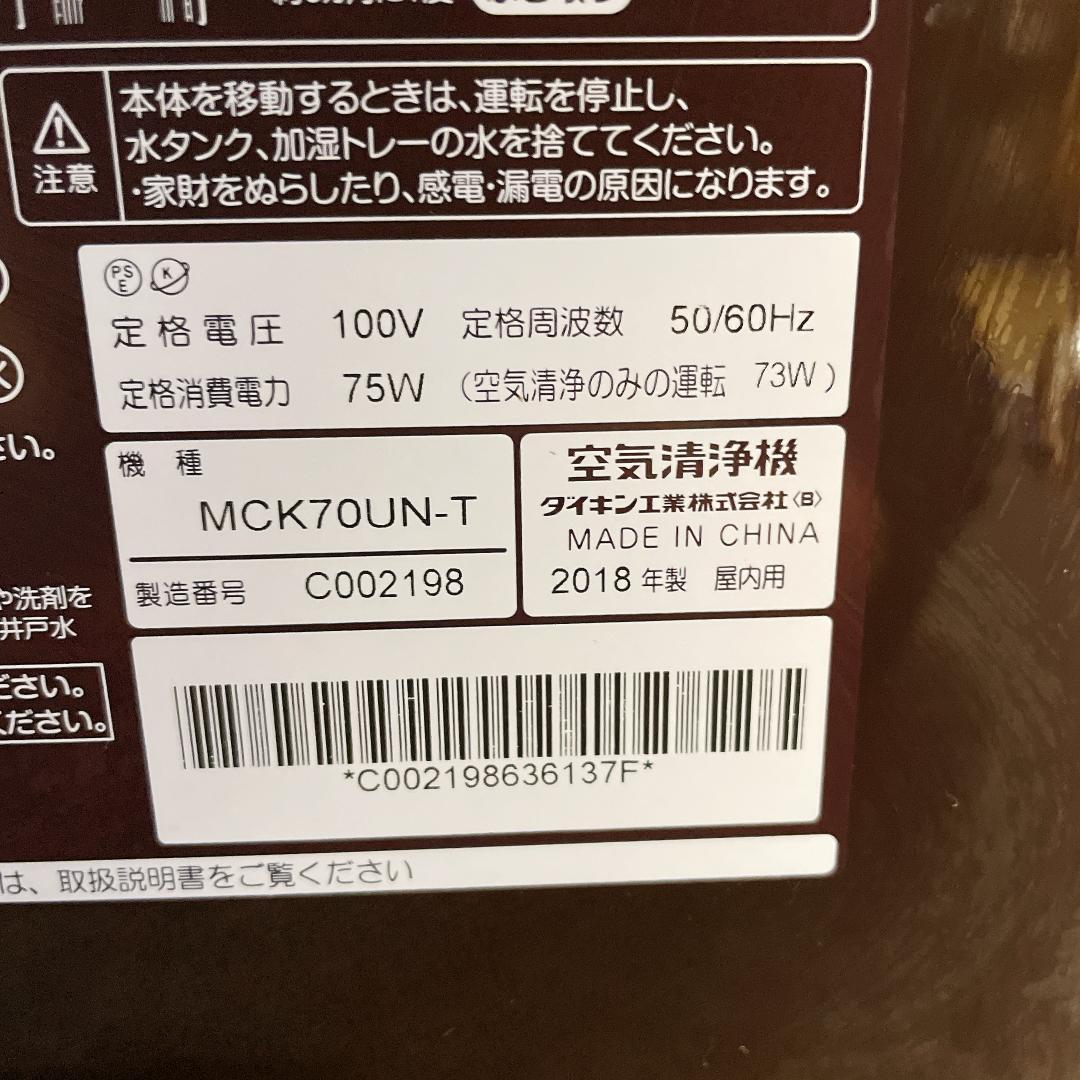 注意
本体を移動するときは、運転を停止し、
水タンク、加湿トレーの水を捨ててください。
・家財をぬらしたり、感電・漏電の原因になります。
PSE K
定格電圧 100V 定格周波数 50/60Hz
定格消費電力 75W (空気清浄のみの運転 73W)
さい。
機種
MCK70UN-T
製造番号 C002198
空気清浄機
ダイキン工業株式会社〈B〉
MADE IN CHINA
2018年製 屋内用
や洗剤を
井戸水
ださい。
ください。
*C002198636137F*
は、取扱説明書をご覧ください